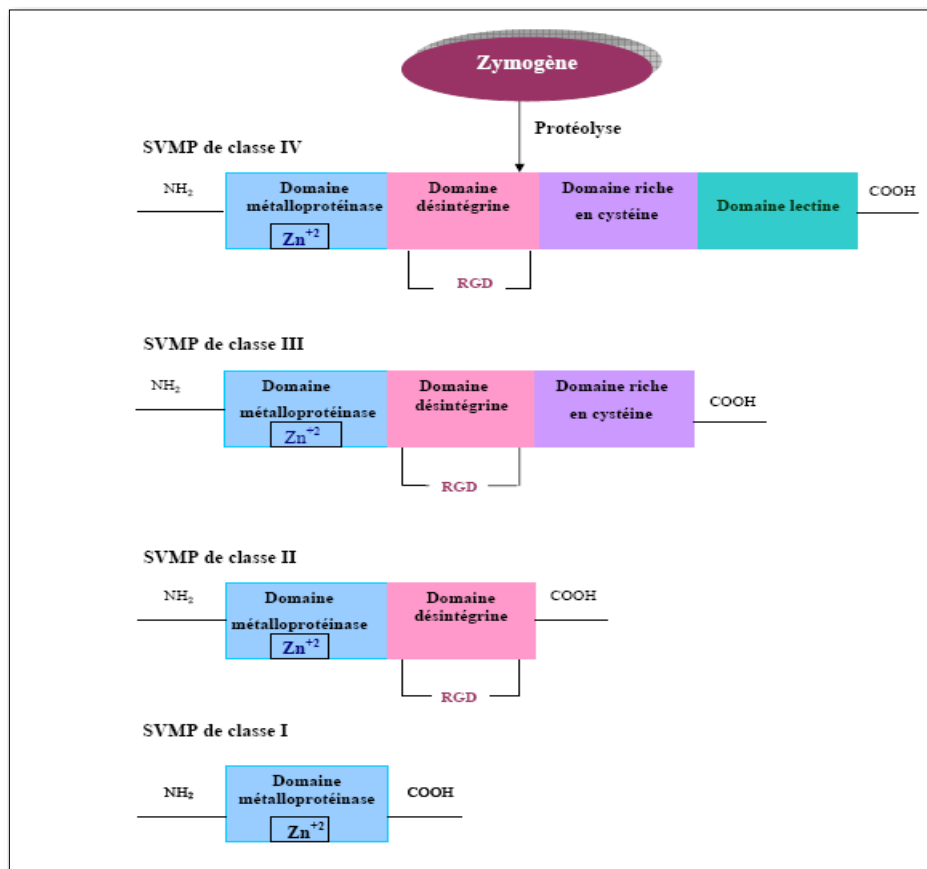 Zymogène
Protéolyse
SVMP de classe IV
NH₂
Domaine
métalloprotéinase
Zn⁺²
Domaine
désintégrine
Domaine riche
en cystéine
Domaine lectine
COOH
RGD
SVMP de classe III
NH₂
Domaine
métalloprotéinase
Zn⁺²
Domaine
désintégrine
Domaine riche
en cystéine
COOH
RGD
SVMP de classe II
NH₂
Domaine
métalloprotéinase
Zn⁺²
Domaine
désintégrine
COOH
RGD
SVMP de classe I
NH₂
Domaine
métalloprotéinase
Zn⁺²
COOH